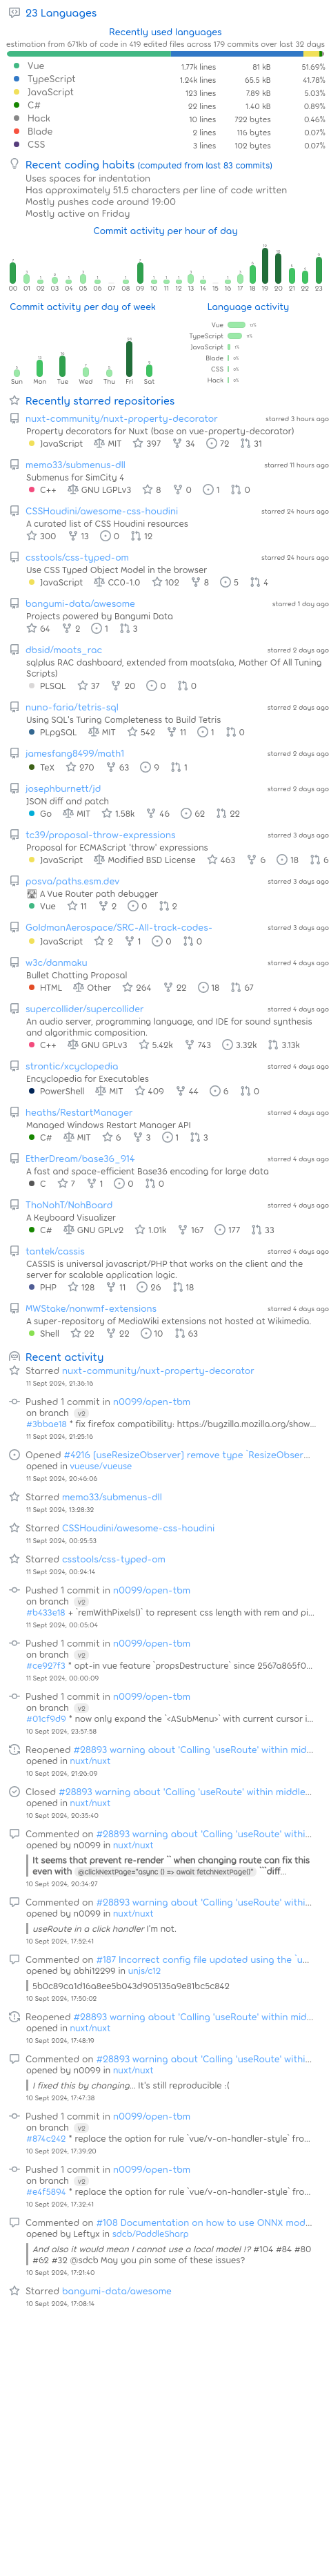 23 Languages
Recently used languages
estimation from 671kb of code in 419 edited files across 179 commits over last 32 days
Vue 1.77k lines 81 kB 51.69%
TypeScript 1.24k lines 65.5 kB 41.78%
JavaScript 123 lines 7.89 kB 5.03%
C# 22 lines 1.40 kB 0.89%
Hack 10 lines 722 bytes 0.46%
Blade 2 lines 116 bytes 0.07%
CSS 3 lines 102 bytes 0.07%
Recent coding habits (computed from last 83 commits)
Uses spaces for indentation
Has approximately 51.5 characters per line of code written
Mostly pushes code around 19:00
Mostly active on Friday
Commit activity per hour of day
00 01 02 03 04 05 06 07 08 09 10 11 12 13 14 15 16 17 18 19 20 21 22 23
Commit activity per day of week
Sun Mon Tue Wed Thu Fri Sat
Language activity
Vue
TypeScript
JavaScript
Blade
CSS
Hack
Recently starred repositories
nuxt-community/nuxt-property-decorator starred 3 hours ago
Property decorators for Nuxt (base on vue-property-decorator)
JavaScript MIT 397 34 72 31
memo33/submenus-dll starred 11 hours ago
Submenus for SimCity 4
C++ GNU LGPLv3 8 0 1 0
CSSHoudini/awesome-css-houdini starred 24 hours ago
A curated list of CSS Houdini resources
300 13 0 12
csstools/css-typed-om starred 24 hours ago
Use CSS Typed Object Model in the browser
JavaScript CC0-1.0 102 8 5 4
bangumi-data/awesome starred 1 day ago
Projects powered by Bangumi Data
64 2 1 3
dbsid/moats_rac starred 2 days ago
sqlplus RAC dashboard, extended from moats(aka, Mother Of All Tuning
Scripts)
PLSQL 37 20 0 0
nuno-faria/tetris-sql starred 2 days ago
Using SQL's Turing Completeness to Build Tetris
PLpgSQL MIT 542 11 1 0
jamesfang8499/math1 starred 2 days ago
TeX 270 63 9 1
josephburnett/jd starred 2 days ago
JSON diff and patch
Go MIT 1.58k 46 62 22
tc39/proposal-throw-expressions starred 3 days ago
Proposal for ECMAScript 'throw' expressions
JavaScript Modified BSD License 463 6 18 6
posva/paths.esm.dev starred 3 days ago
A Vue Router path debugger
Vue 11 2 0 2
GoldmanAerospace/SRC-All-track-codes- starred 3 days ago
JavaScript 2 1 0 0
w3c/danmaku starred 4 days ago
Bullet Chatting Proposal
HTML Other 264 22 18 67
supercollider/supercollider starred 4 days ago
An audio server, programming language, and IDE for sound synthesis
and algorithmic composition.
C++ GNU GPLv3 5.42k 743 3.32k 3.13k
strontic/xcyclopedia starred 4 days ago
Encyclopedia for Executables
PowerShell MIT 409 44 6 0
heaths/RestartManager starred 4 days ago
Managed Windows Restart Manager API
C# MIT 6 3 1 3
EtherDream/base36_914 starred 4 days ago
A fast and space-efficient Base36 encoding for large data
C 7 1 0 0
ThoNohT/NohBoard starred 4 days ago
A Keyboard Visualizer
C# GNU GPLv2 1.01k 167 177 33
tantek/cassis starred 4 days ago
CASSIS is universal javascript/PHP that works on the client and the
server for scalable application logic.
PHP 128 11 26 18
MWStake/nonwmf-extensions starred 4 days ago
A super-repository of MediaWiki extensions not hosted at Wikimedia.
Shell 22 22 10 63
Recent activity
Starred nuxt-community/nuxt-property-decorator
11 Sept 2024, 21:36:16
Pushed 1 commit in n0099/open-tbm
on branch v2
#3bbae18 * fix firefox compatibility: https://bugzilla.mozilla.org/show...
11 Sept 2024, 21:25:16
Opened #4216 [useResizeObserver] remove type `ResizeObser...
opened in vueuse/vueuse
11 Sept 2024, 20:46:06
Starred memo33/submenus-dll
11 Sept 2024, 13:28:32
Starred CSSHoudini/awesome-css-houdini
11 Sept 2024, 00:25:53
Starred csstools/css-typed-om
11 Sept 2024, 00:24:14
Pushed 1 commit in n0099/open-tbm
on branch v2
#b433e18 + `remWithPixels()` to represent css length with rem and pi...
11 Sept 2024, 00:05:04
Pushed 1 commit in n0099/open-tbm
on branch v2
#ce927f3 * opt-in vue feature `propsDestructure` since 2567a865f0...
11 Sept 2024, 00:00:09
Pushed 1 commit in n0099/open-tbm
on branch v2
#01cf9d9 * now only expand the `<ASubMenu>` with current cursor i...
10 Sept 2024, 23:57:58
Reopened #28893 warning about 'Calling 'useRoute' within mid...
opened in nuxt/nuxt
10 Sept 2024, 21:26:09
Closed #28893 warning about 'Calling 'useRoute' within middle...
opened in nuxt/nuxt
10 Sept 2024, 20:35:40
Commented on #28893 warning about 'Calling 'useRoute' withi...
opened by n0099 in nuxt/nuxt
It seems that prevent re-render `` when changing route can fix this
even with @clickNextPage="async () => await fetchNextPage()" ```diff...
10 Sept 2024, 20:34:27
Commented on #28893 warning about 'Calling 'useRoute' withi...
opened by n0099 in nuxt/nuxt
useRoute in a click handler I'm not.
10 Sept 2024, 17:52:41
Commented on #187 Incorrect config file updated using the `u...
opened by abhi12299 in unjs/c12
5b0c89ca1d16a8ee5b043d905135a9e81bc5c842
10 Sept 2024, 17:50:02
Reopened #28893 warning about 'Calling 'useRoute' within mid...
opened in nuxt/nuxt
10 Sept 2024, 17:48:19
Commented on #28893 warning about 'Calling 'useRoute' withi...
opened by n0099 in nuxt/nuxt
I fixed this by changing... It's still reproducible :(
10 Sept 2024, 17:47:38
Pushed 1 commit in n0099/open-tbm
on branch v2
#874c242 * replace the option for rule `vue/v-on-handler-style` fro...
10 Sept 2024, 17:39:20
Pushed 1 commit in n0099/open-tbm
on branch v2
#e4f5894 * replace the option for rule `vue/v-on-handler-style` fro...
10 Sept 2024, 17:32:41
Commented on #108 Documentation on how to use ONNX mod...
opened by Leftyx in sdcb/PaddleSharp
And also it would mean I cannot use a local model !? #104 #84 #80
#62 #32 @sdcb May you pin some of these issues?
10 Sept 2024, 17:21:40
Starred bangumi-data/awesome
10 Sept 2024, 17:08:14